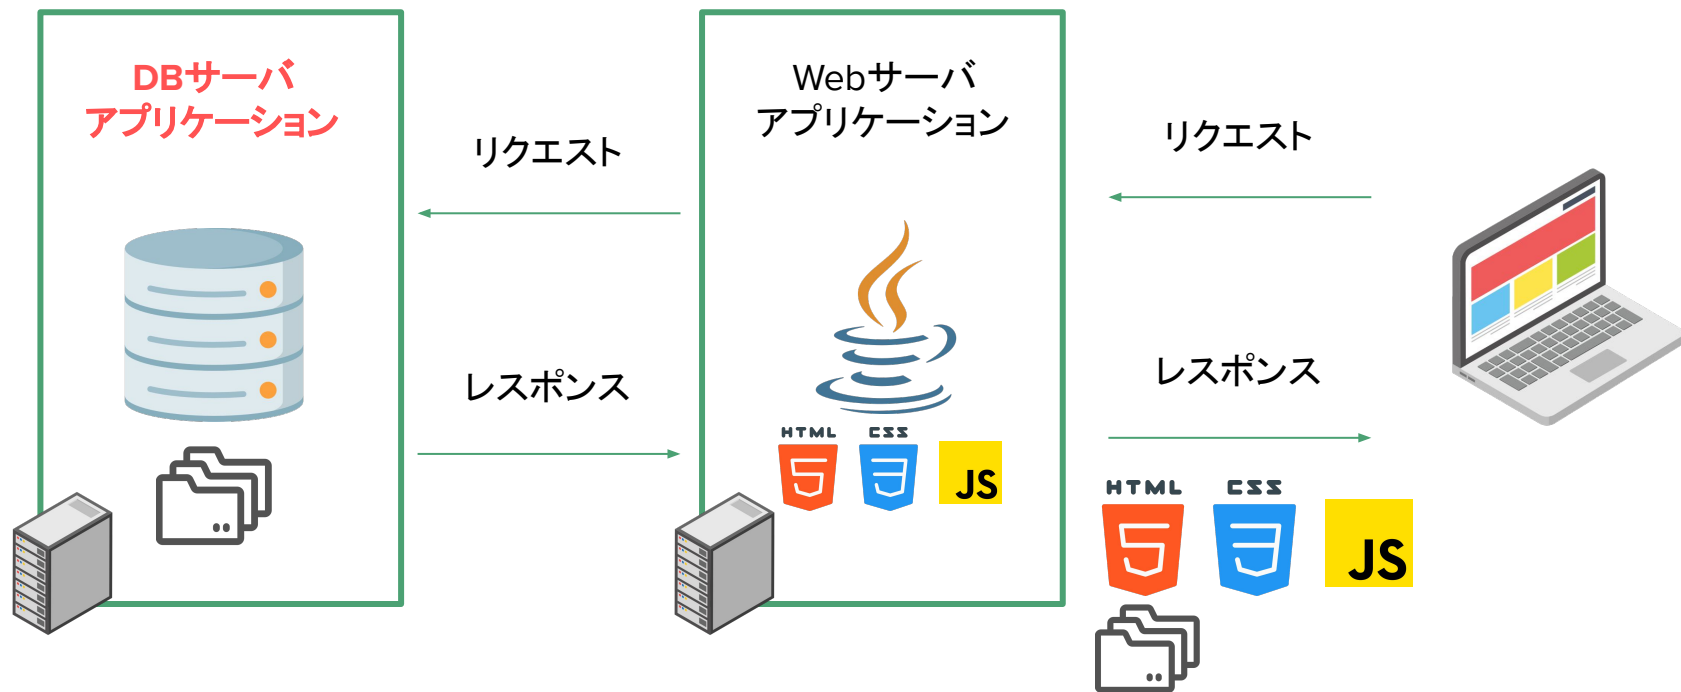 DBサーバ
アプリケーション
リクエスト
レスポンス
Webサーバ
アプリケーション
HTML
CSS
JS
リクエスト
レスポンス
HTML
CSS
JS